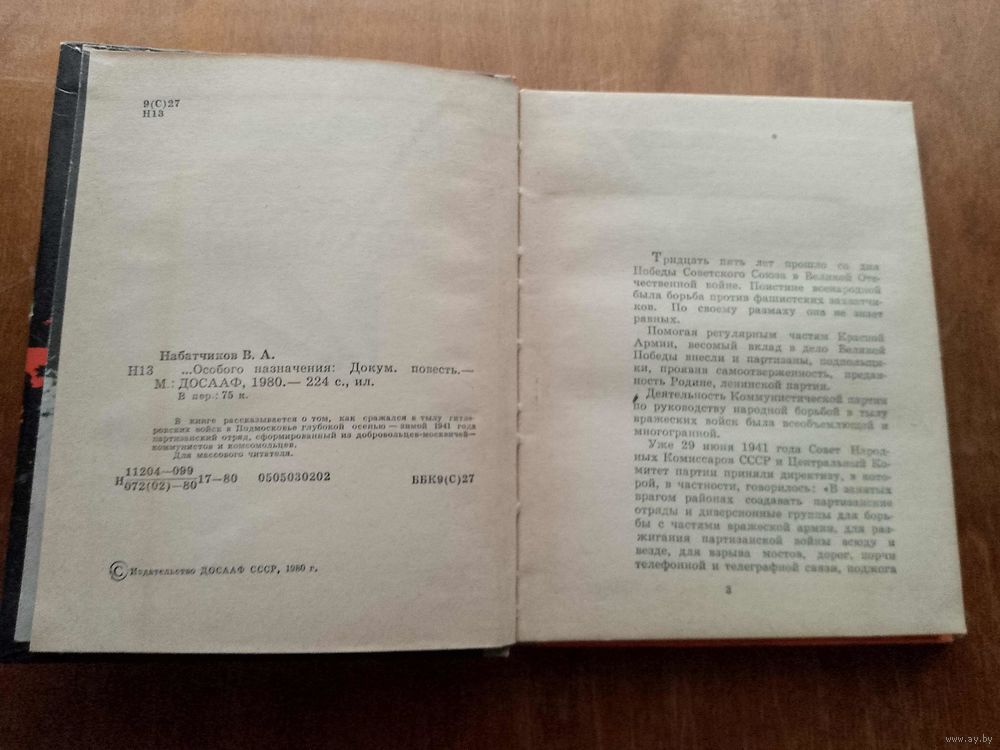 9(С)27
Н13
Набатчиков В. А.
Н13 ...Особого назначения: Докум. повесть.—
М.: ДОСААФ, 1980.— 224 с., ил.
В пер.: 75 к.
В книге рассказывается о том, как сражался в тылу гитле-
ровских войск в Подмосковье глубокой осенью — зимой 1941 года
партизанский отряд, сформированный из добровольцев-москвичей—
коммунистов и комсомольцев.
Для массового читателя.
Н 11204—099
072(02)—80 17—80 0505030202 ББК9(С)27
© Издательство ДОСААФ СССР, 1980 г.
Тридцать пять лет прошло со дня
Победы Советского Союза в Великой Оте-
чественной войне. Поистине всенародной
была борьба против фашистских захватчи-
ков. По своему размаху она не знает
равных.
Помогая регулярным частям Красной
Армии, весомый вклад в дело Великой
Победы внесли и партизаны, подпольщи-
ки, проявив самоотверженность, предан-
ность Родине, ленинской партии.
Деятельность Коммунистической партии
по руководству народной борьбой в тылу
вражеских войск была всеобъемлющей и
многогранной.
Уже 29 июня 1941 года Совет Народ-
ных Комиссаров СССР и Центральный Ко-
митет партии приняли директиву, в кото-
рой, в частности, говорилось: «В занятых
врагом районах создавать партизанские
отряды и диверсионные группы для борь-
бы с частями вражеской армии, для раз-
жигания партизанской войны всюду и
везде, для взрыва мостов, дорог, порчи
телефонной и телеграфной связи, поджога
3
www.ay.by